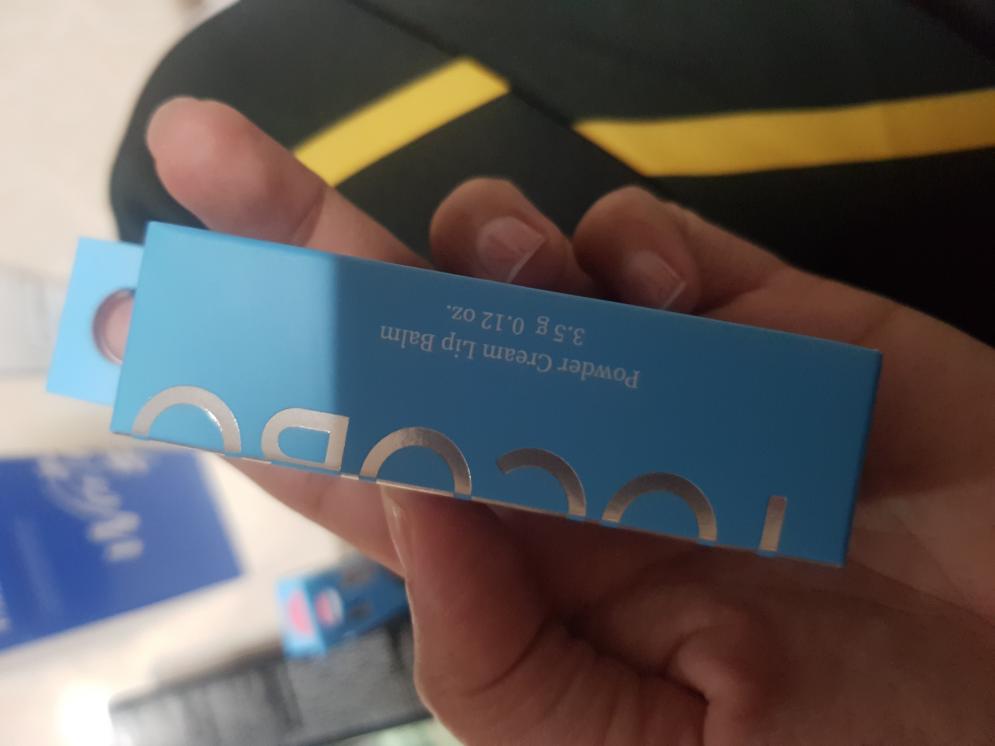 TOCOBO
Powder Cream Lip Balm
3.5 g 0.12 oz.